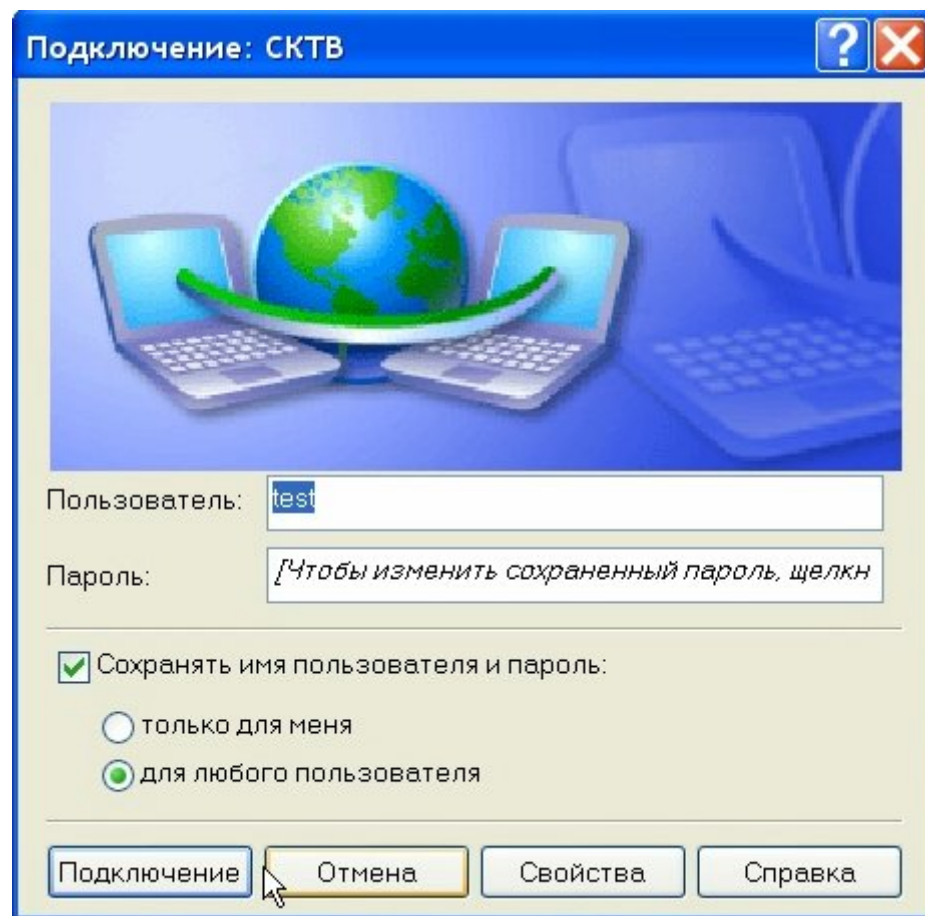 Подключение: СКТВ
Пользователь: test
Пароль: [Чтобы изменить сохраненный пароль, щелкн
Сохранять имя пользователя и пароль:
только для меня
для любого пользователя
Подключение Отмена Свойства Справка